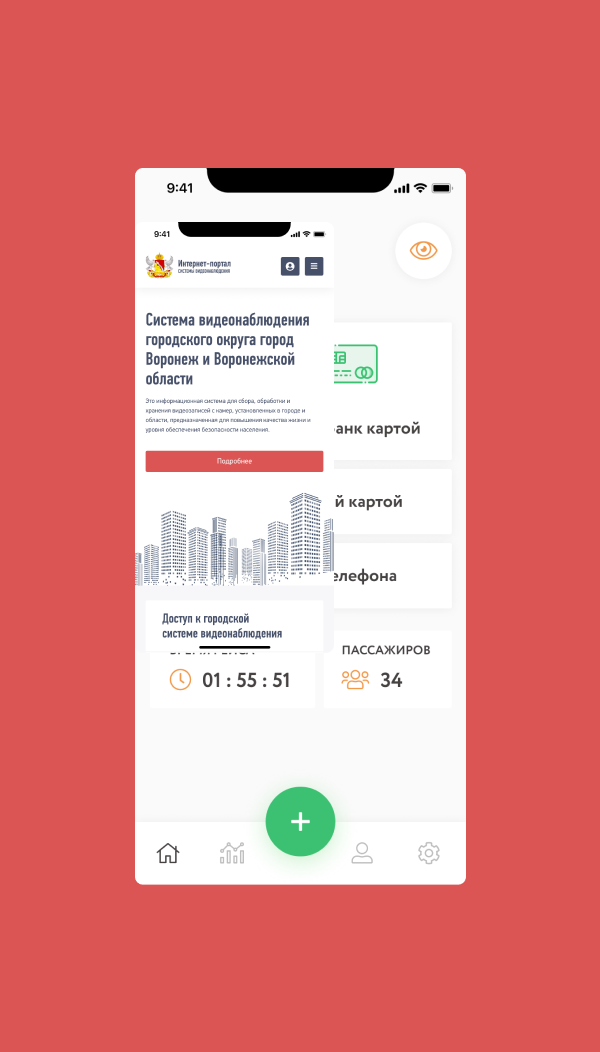 9:41
9:41
Интернет-портал
СИСТЕМЫ ВИДЕОНАБЛЮДЕНИЯ
Система видеонаблюдения
городского округа город
Воронеж и Воронежской
области
Это информационная система для сбора, обработки и
хранения видеозаписей с камер, установленных в городе и
области, предназначенная для повышения качества жизни и
уровня обеспечения безопасности населения.
Подробнее
анк картой
й картой
елефона
Доступ к городской
системе видеонаблюдения
ПАССАЖИРОВ
01 : 55 : 51
34